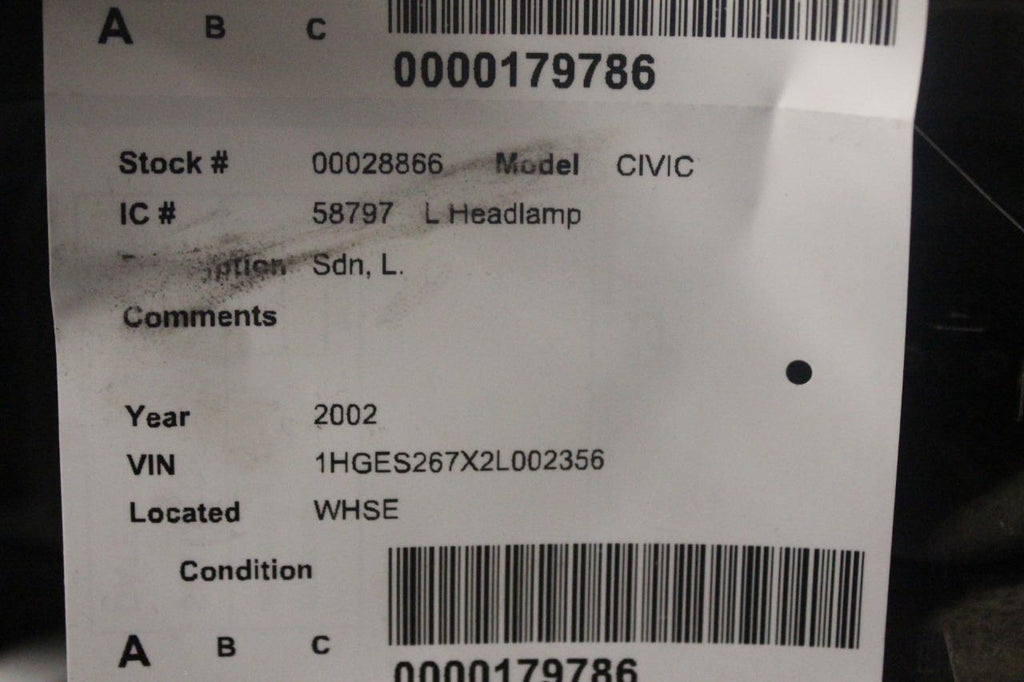 A B C
0000179786
Stock # 00028866 Model CIVIC
IC # 58797 L Headlamp
Sdn, L.
Comments
Year 2002
VIN 1HGES267X2L002356
Located WHSE
Condition
A B C
0000179786